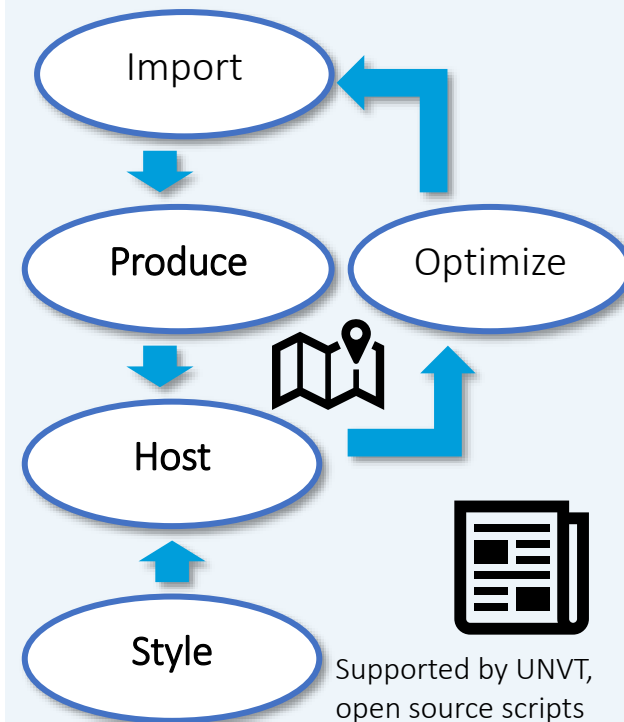 Import
Produce
Optimize
Host
Style
Supported by UNVT,
open source scripts